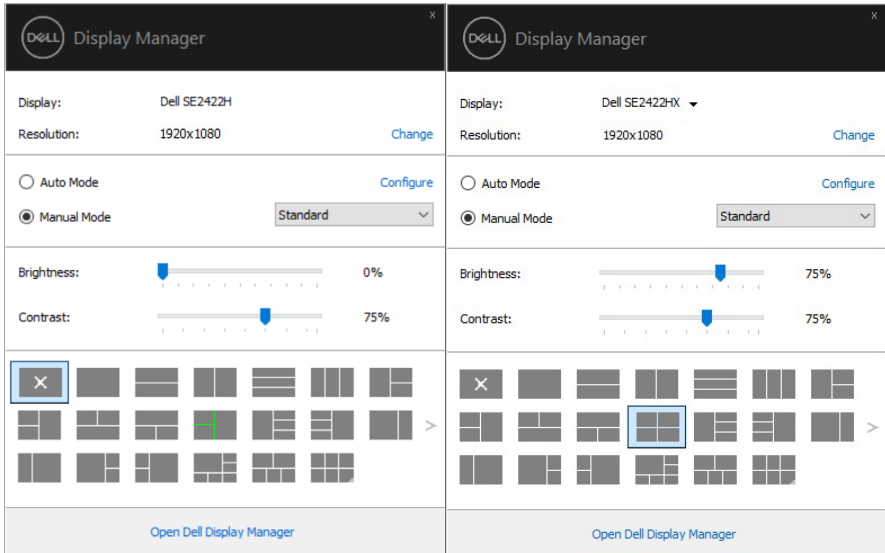 x
DELL Display Manager
Display: Dell SE2422H
Resolution: 1920x1080 Change
Auto Mode Configure
Manual Mode Standard
Brightness: 0%
Contrast: 75%
>
Open Dell Display Manager
x
DELL Display Manager
Display: Dell SE2422HX
Resolution: 1920x1080 Change
Auto Mode Configure
Manual Mode Standard
Brightness: 75%
Contrast: 75%
>
Open Dell Display Manager